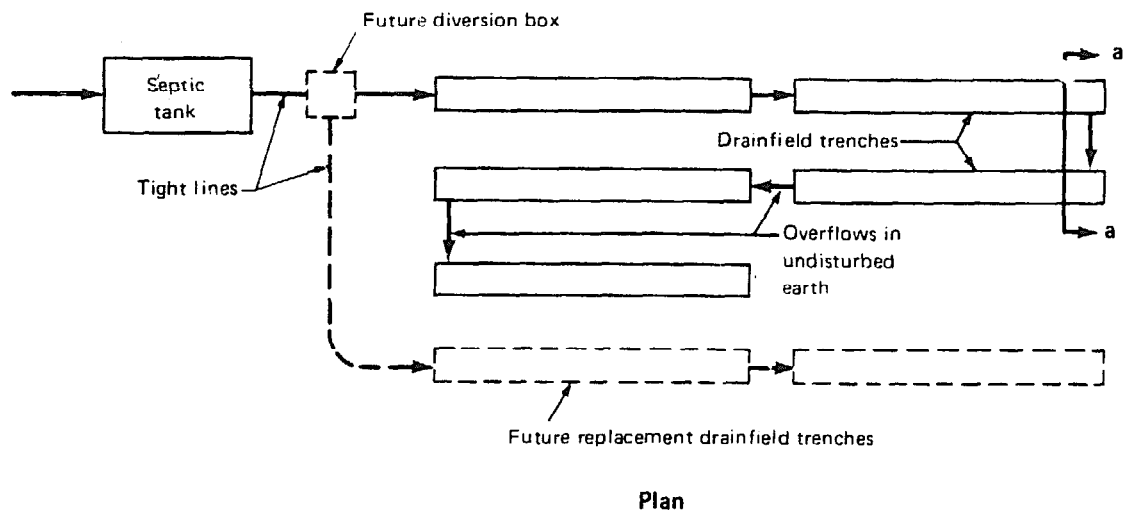 Future diversion box
a
Septic
tank
Drainfield trenches
Tight lines
a
Overflows in
undisturbed
earth
Future replacement drainfield trenches
Plan